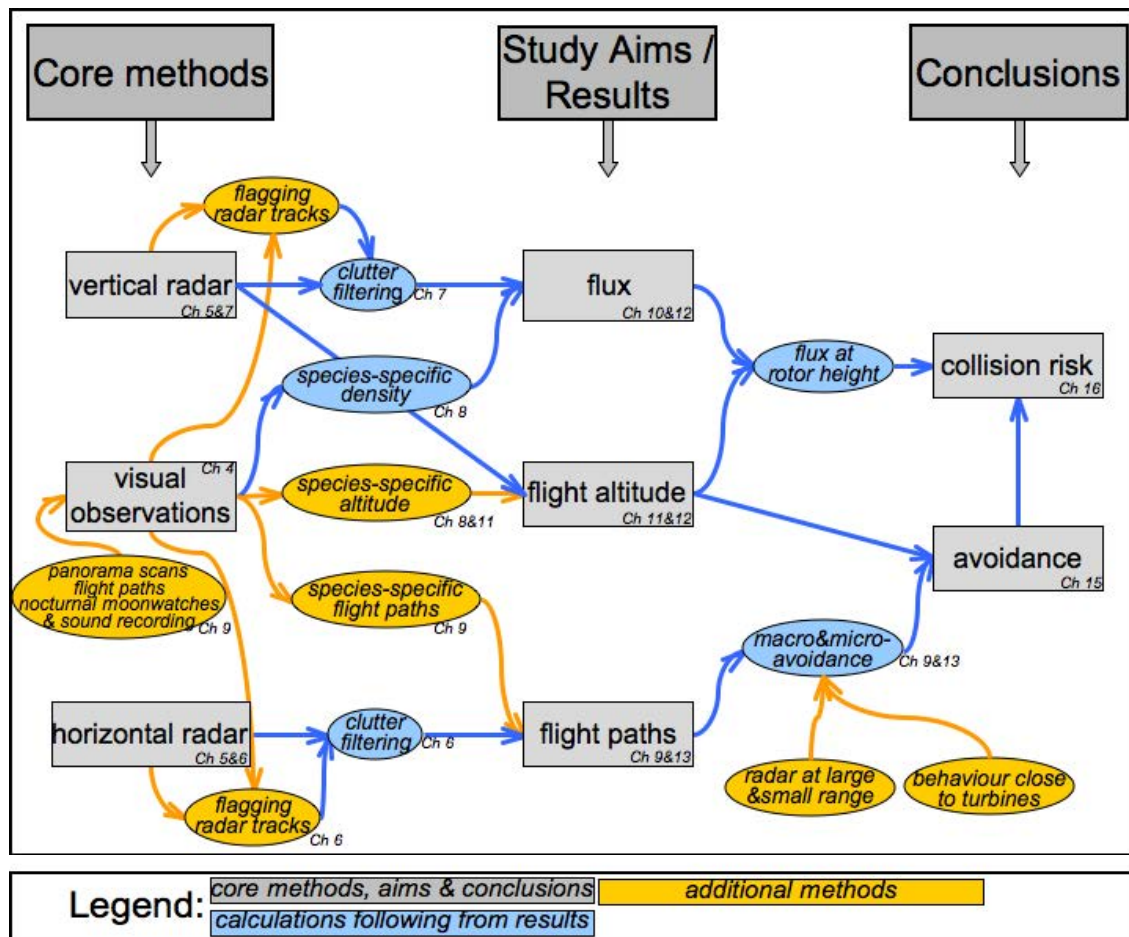 Core methods
Study Aims /
Results
Conclusions
flagging
radar tracks
vertical radar
Ch 5&7
clutter
filtering
Ch 7
flux
Ch 10&12
species-specific
density
Ch 8
flux at
rotor height
collision risk
Ch 16
visual
observations
Ch 4
species-specific
altitude
Ch 8&11
flight altitude
Ch 11&12
avoidance
Ch 15
panorama scans
flight paths
nocturnal moonwatches
& sound recording
Ch 9
species-specific
flight paths
Ch 9
macro&micro-
avoidance
Ch 9&13
horizontal radar
Ch 5&6
clutter
filtering
Ch 6
flight paths
Ch 9&13
radar at large
&small range
behaviour close
to turbines
flagging
radar tracks
Ch 6
Legend:
core methods, aims & conclusions
additional methods
calculations following from results